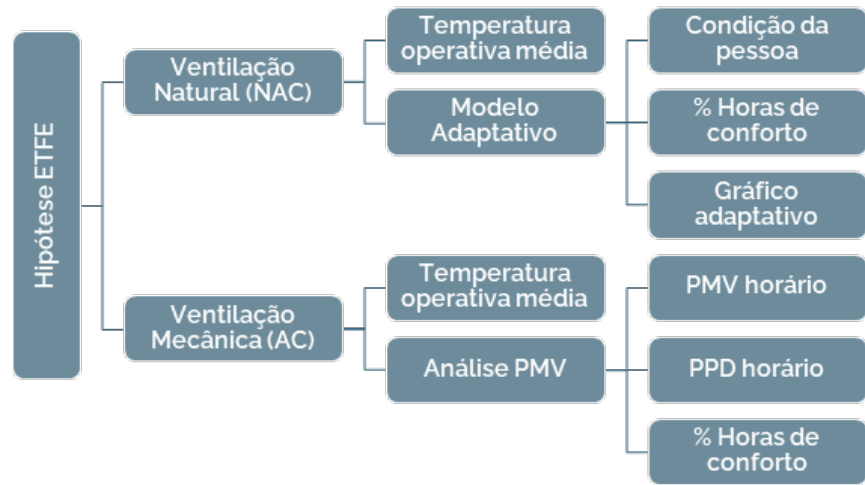 Hipótese ETFE
Ventilação
Natural (NAC)
Temperatura
operativa média
Modelo
Adaptativo
Condição da
pessoa
% Horas de
conforto
Gráfico
adaptativo
Ventilação
Mecânica (AC)
Temperatura
operativa média
Análise PMV
PMV horário
PPD horário
% Horas de
conforto